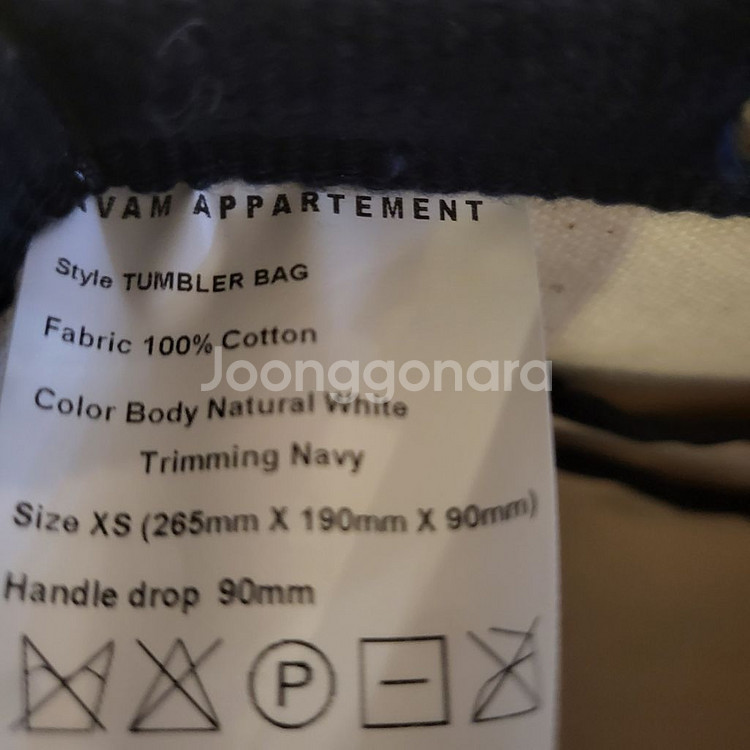 VAM APPARTEMENT
Style TUMBLER BAG
Fabric 100% Cotton
Joonggonara
Color Body Natural White
Trimming Navy
Size XS (265mm X 190mm X 90mm)
Handle drop 90mm
P